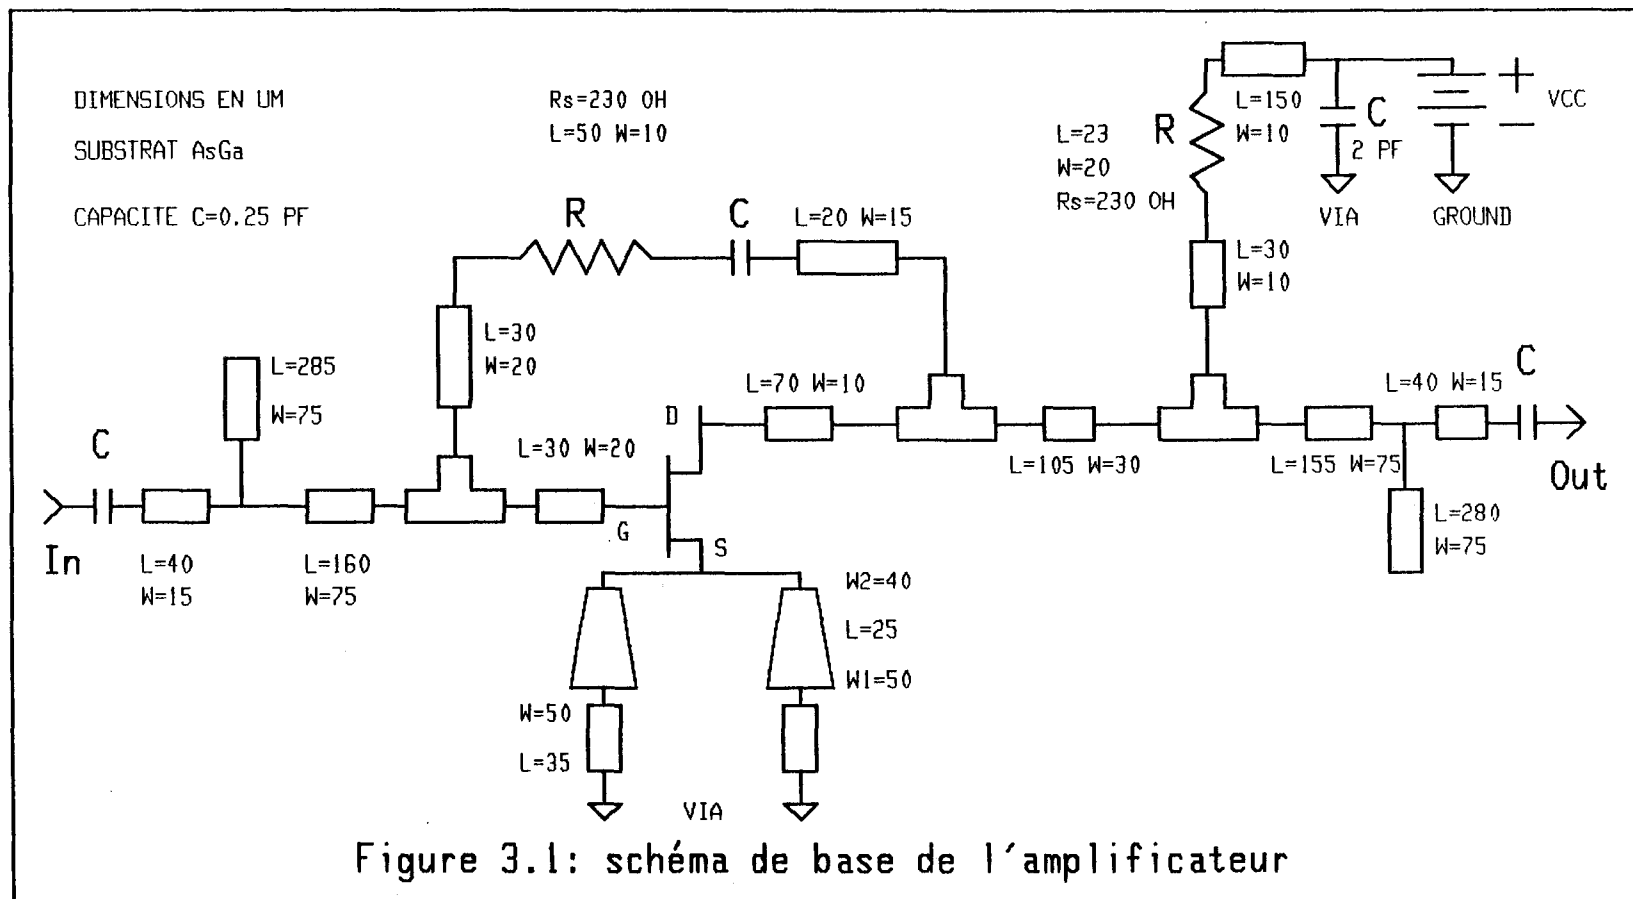 DIMENSIONS EN UM
SUBSTRAT AsGa
CAPACITE C=0.25 PF
Rs=230 OH
L=50 W=10
R
C
L=20 W=15
L=30
W=20
L=285
W=75
C
In
L=40
W=15
L=160
W=75
L=30 W=20
G
D
S
L=70 W=10
W2=40
L=25
W1=50
W=50
L=35
VIA
L=105 W=30
L=23
W=20
Rs=230 OH
R
L=150
W=10
C
2 PF
VCC
VIA
GROUND
L=30
W=10
L=155 W=75
L=40 W=15
C
Out
L=280
W=75
Figure 3.1: schéma de base de l'amplificateur